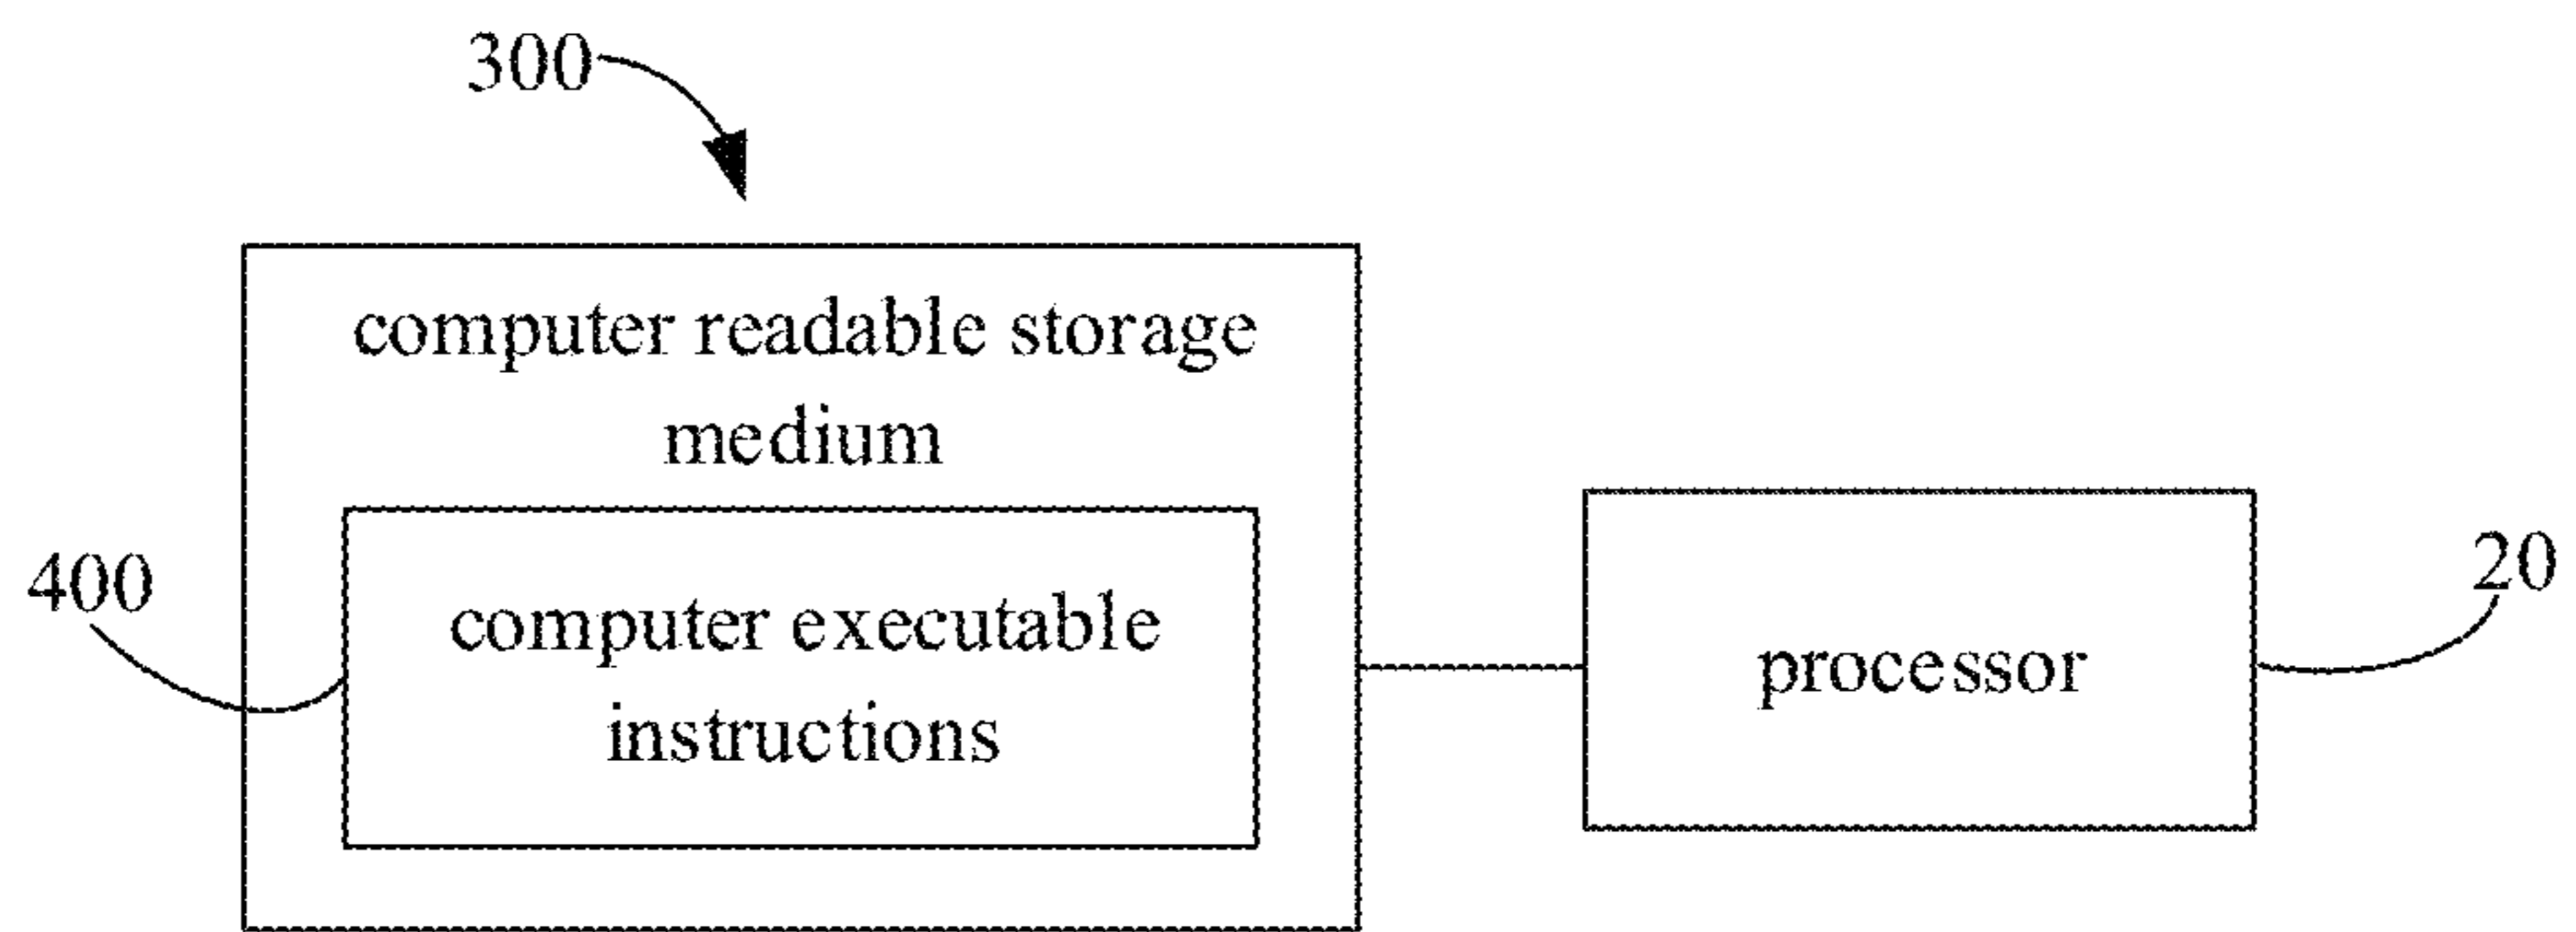 300
computer readable storage
medium
400
computer executable
instructions
processor
20